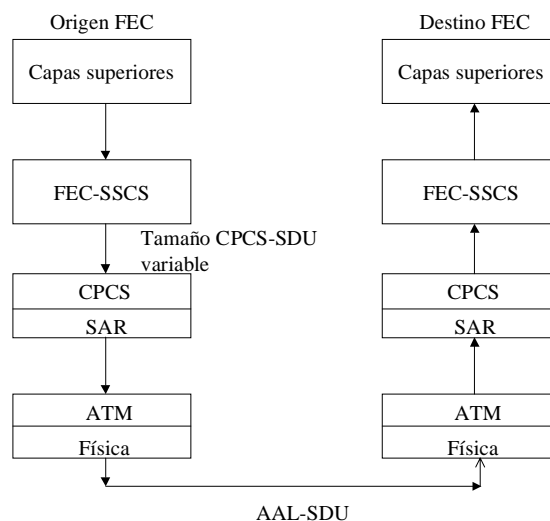 Origen FEC
Destino FEC
Capas superiores
Capas superiores
FEC-SSCS
FEC-SSCS
Tamaño CPCS-SDU
variable
CPCS
SAR
CPCS
SAR
ATM
Física
ATM
Física
AAL-SDU